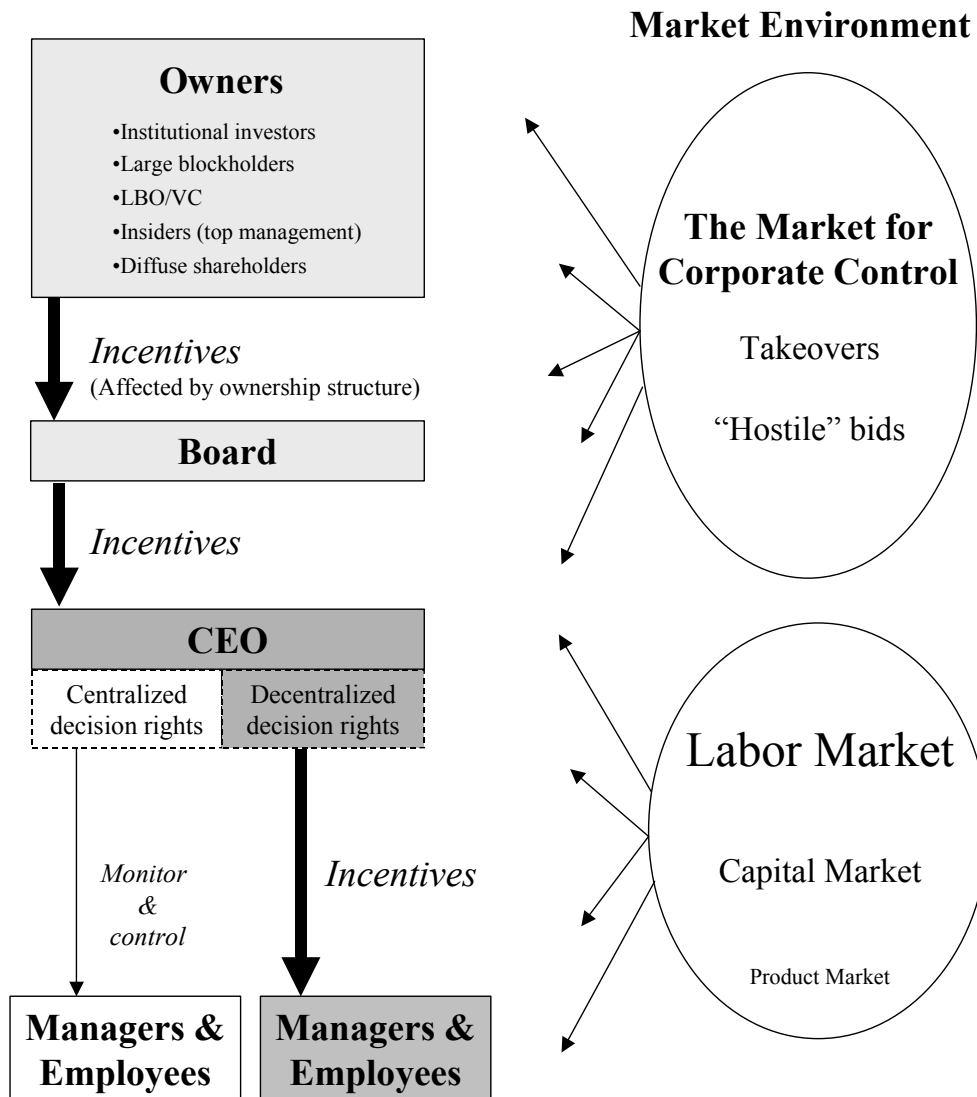 Market Environment
Owners
•Institutional investors
•Large blockholders
•LBO/VC
•Insiders (top management)
•Diffuse shareholders
Incentives
(Affected by ownership structure)
Board
Incentives
CEO
Centralized
decision rights
Decentralized
decision rights
Monitor
&
control
Incentives
Managers &
Employees
Managers &
Employees
The Market for
Corporate Control
Takeovers
“Hostile” bids
Labor Market
Capital Market
Product Market